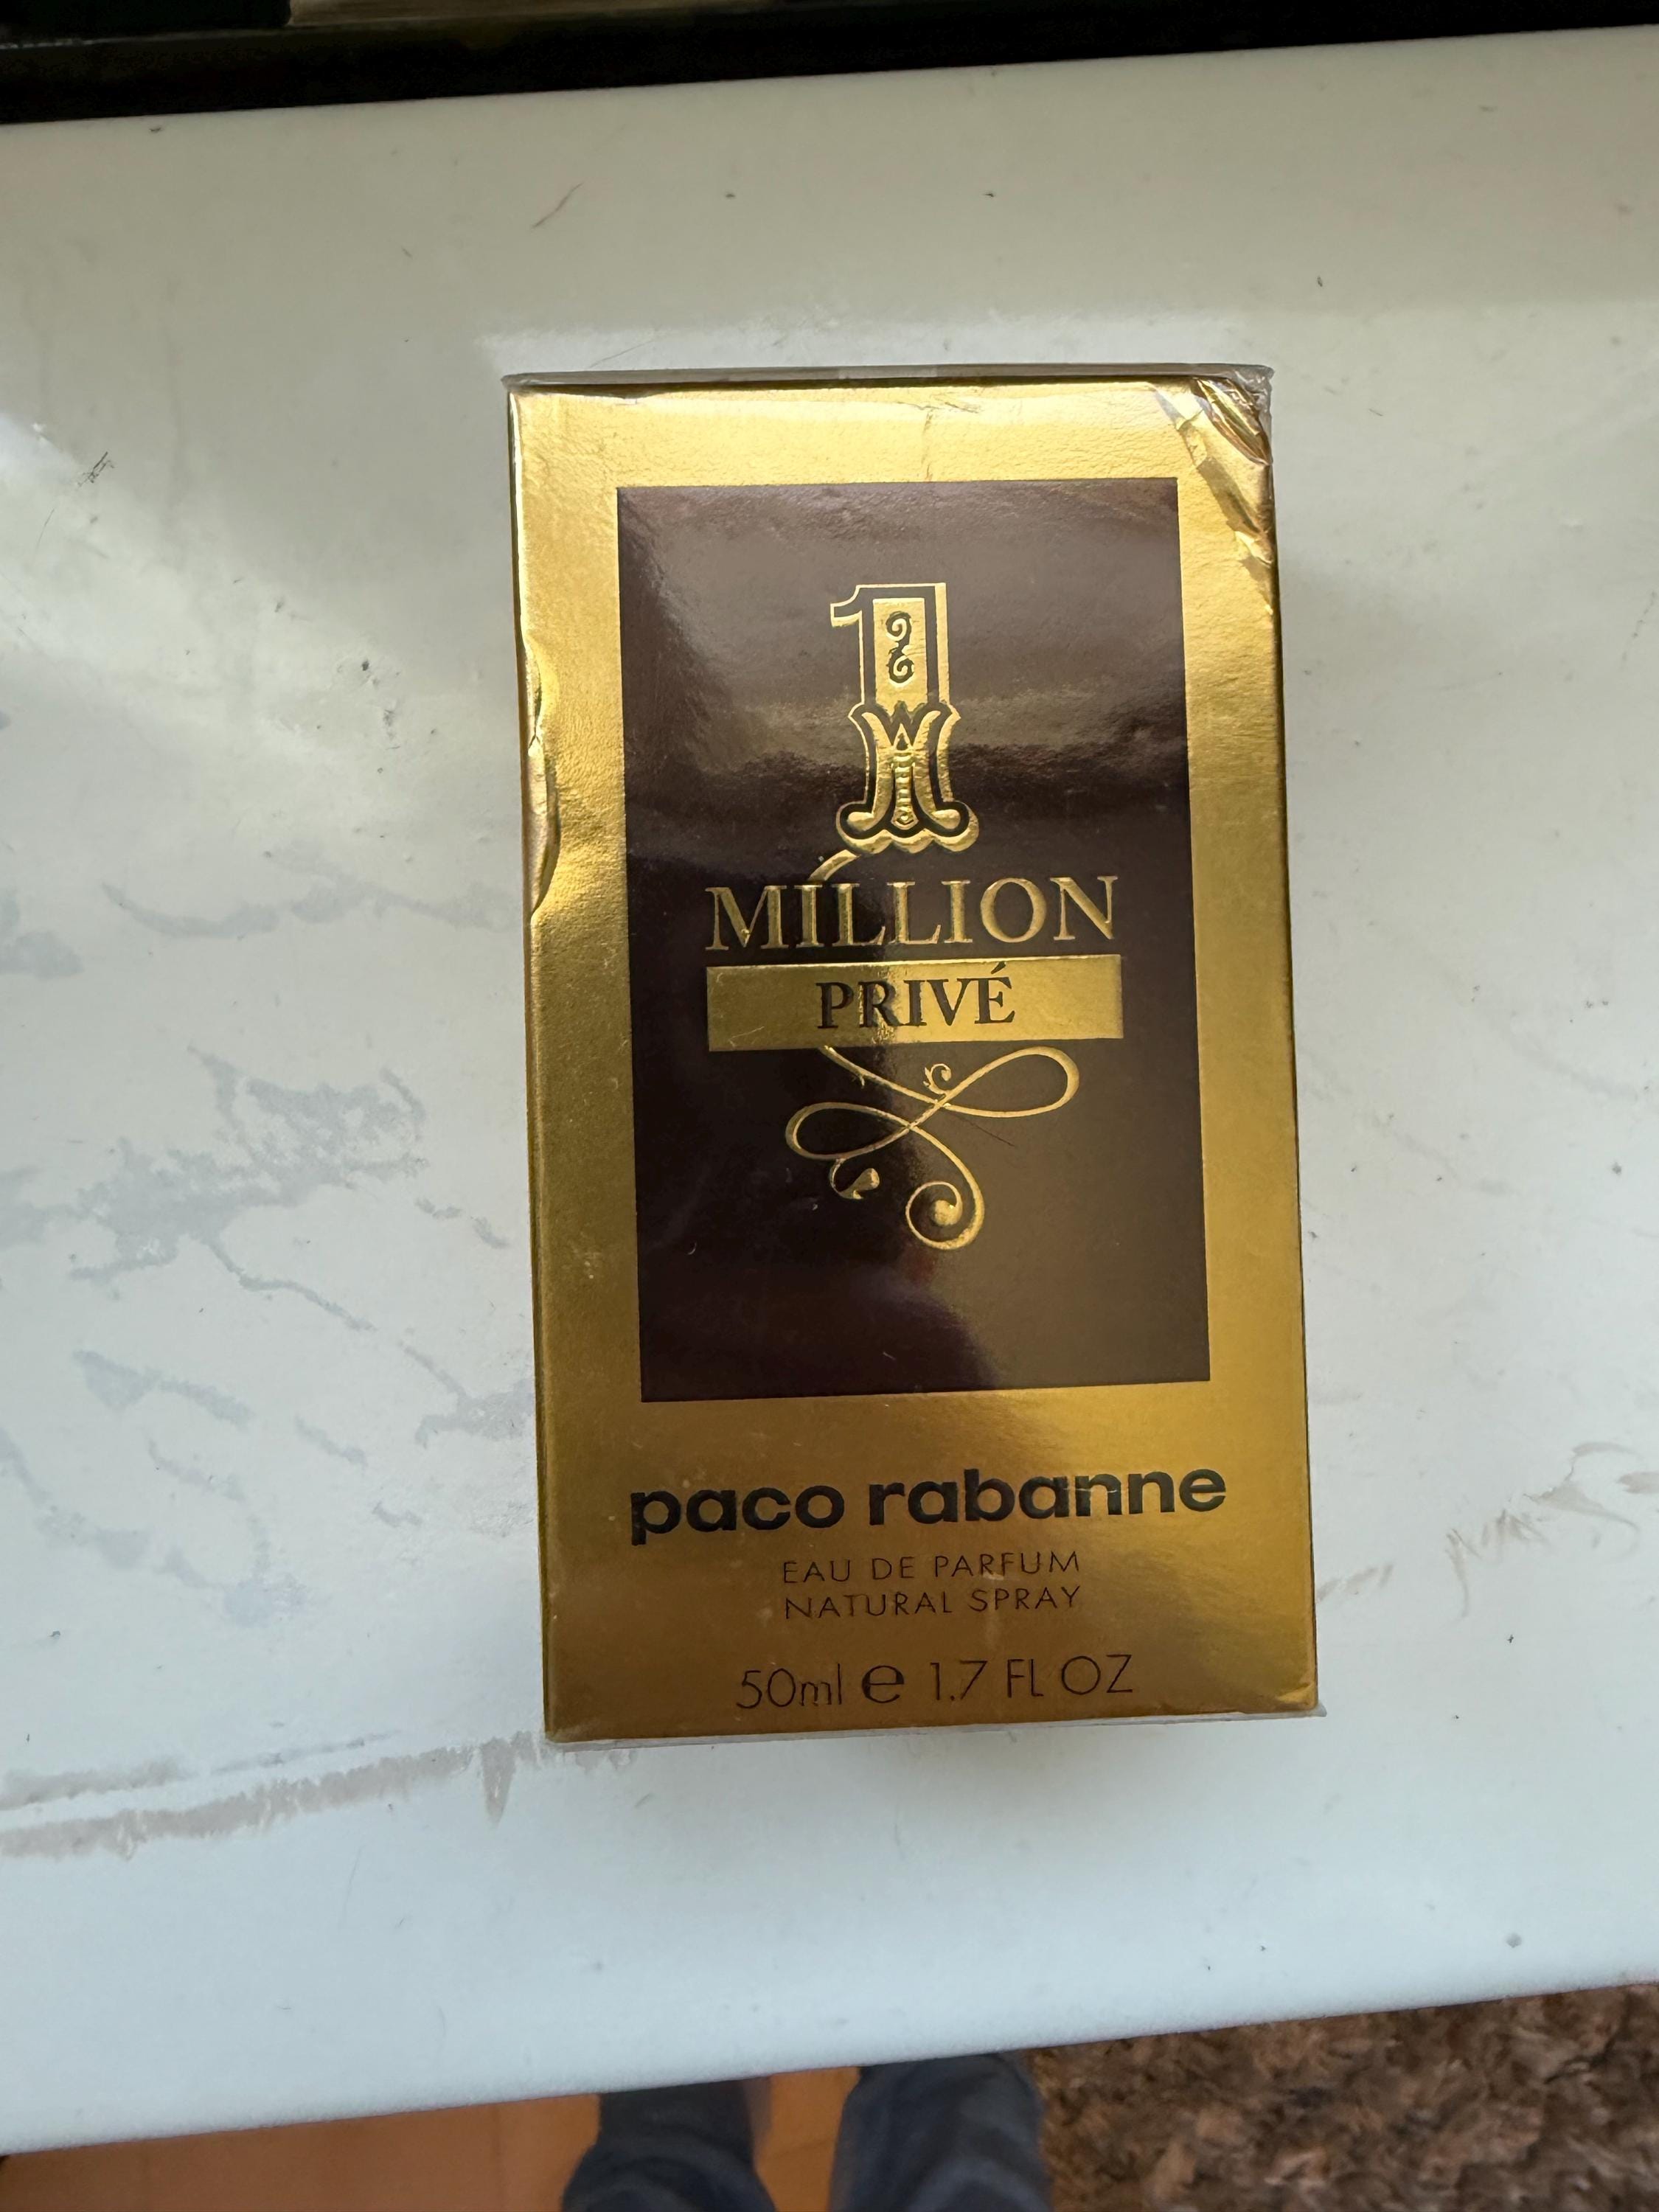 1
MILLION
PRIVÉ
paco rabanne
EAU DE PARFUM
NATURAL SPRAY
50ml e 1.7 FL OZ